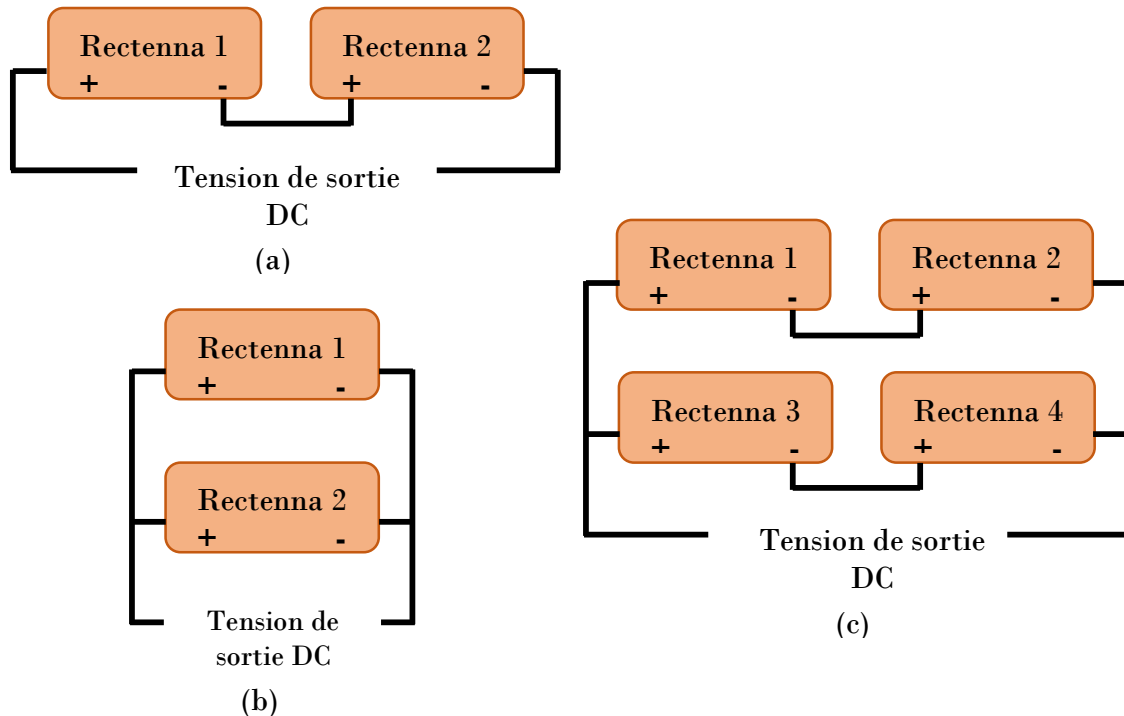 Rectenna 1
+ -
Rectenna 2
+ -
Tension de sortie
DC
(a)
Rectenna 1
+ -
Rectenna 2
+ -
Tension de
sortie DC
(b)
Rectenna 1
+ -
Rectenna 2
+ -
Rectenna 3
+ -
Rectenna 4
+ -
Tension de sortie
DC
(c)